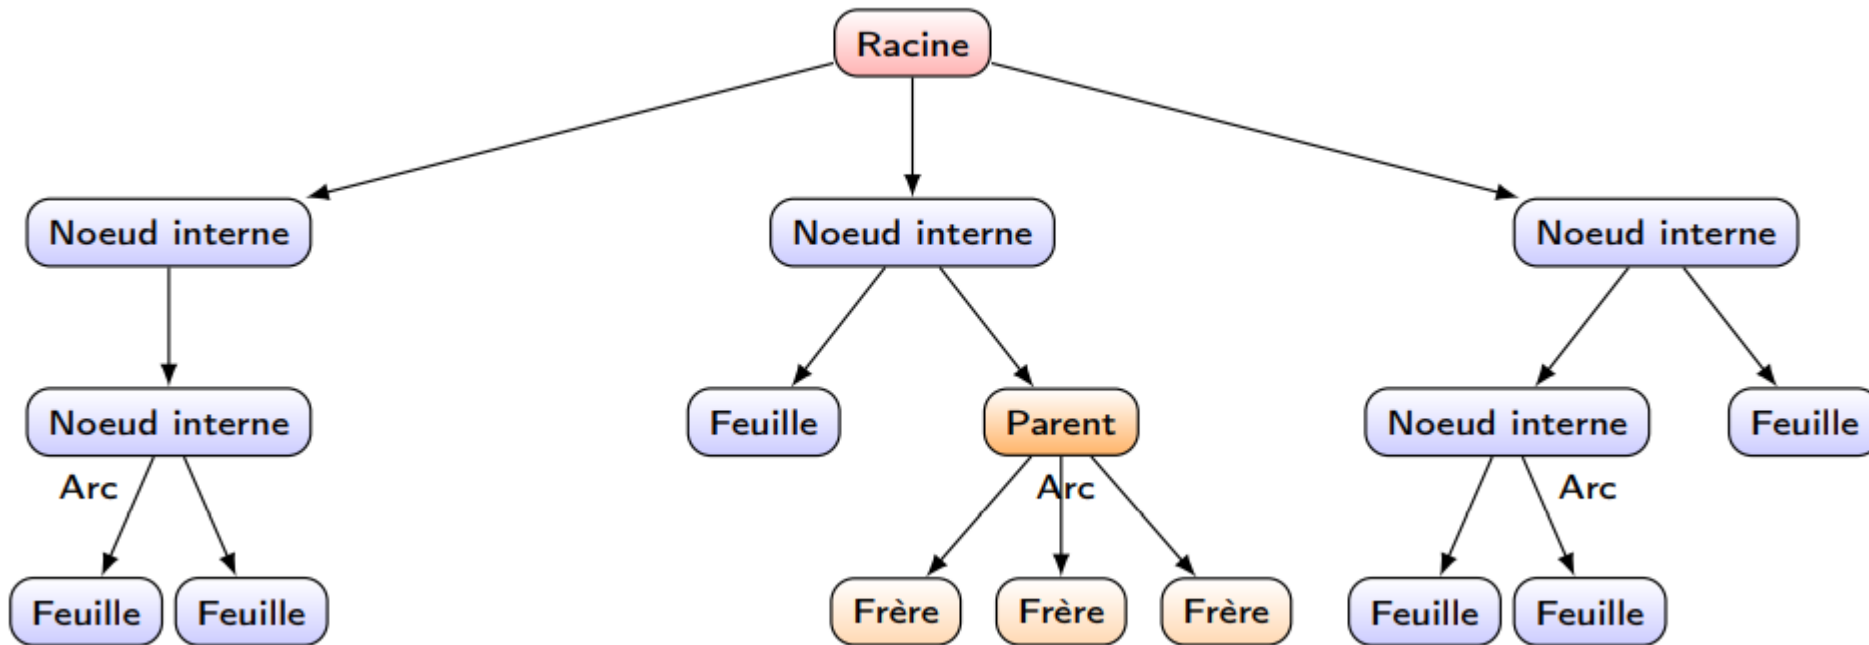 Racine
Noeud interne Noeud interne Noeud interne
Noeud interne Feuille Parent Noeud interne Feuille
Arc Arc Arc
Feuille Feuille Frère Frère Frère Feuille Feuille